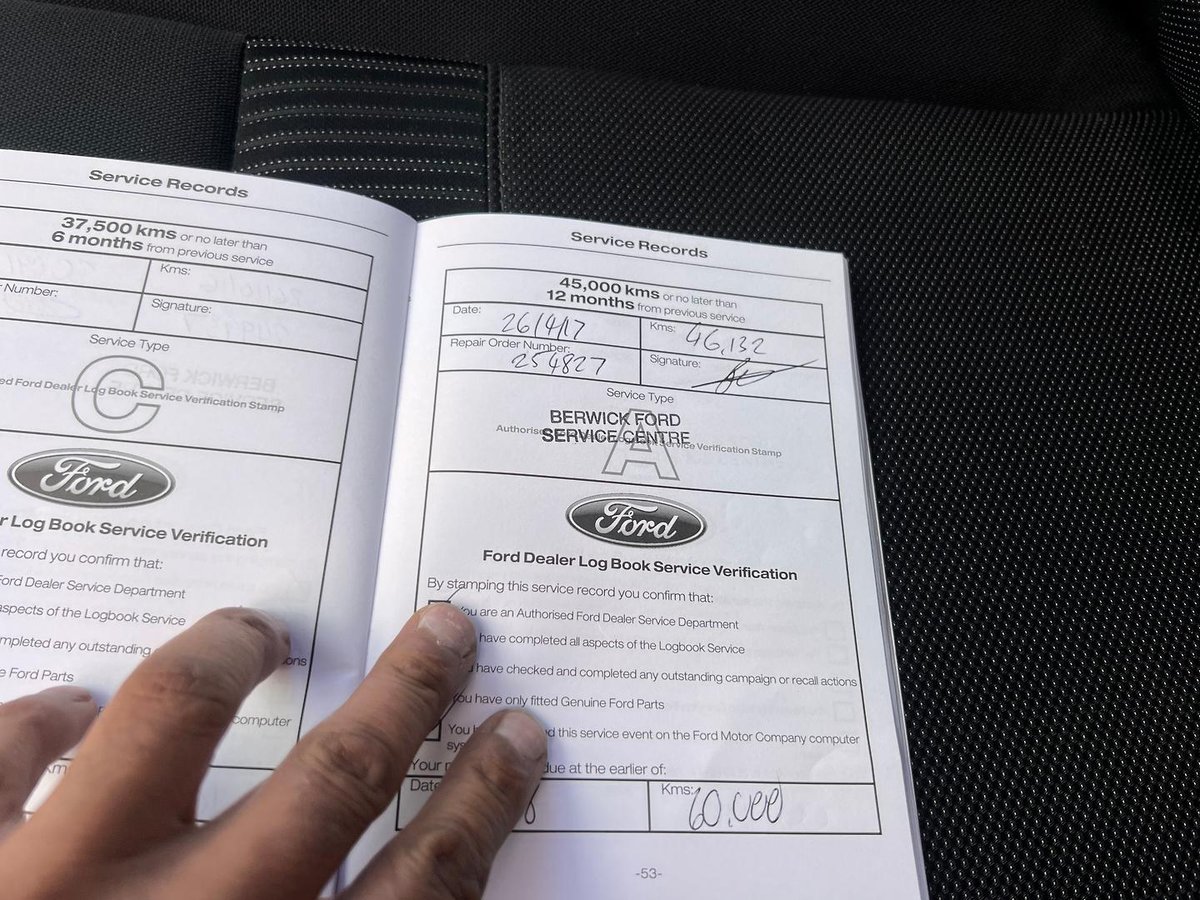 Service Records
37,500 kms or no later than
6 months from previous service
Kms:
Number:
Signature:
Service Type
C
Ford Dealer Log Book Service Verification Stamp
Ford
Log Book Service Verification
record you confirm that:
Ford Dealer Service Department
aspects of the Logbook Service
any outstanding
Ford Parts
computer
Service Records
45,000 kms or no later than
12 months from previous service
Date: 26/4/17
Kms: 46,132
Repair Order Number: 254827
Signature:
Service Type
BERWICK FORD
SERVICE CENTRE
A
Service Verification Stamp
Ford
Ford Dealer Log Book Service Verification
By stamping this service record you confirm that:
You are an Authorised Ford Dealer Service Department
have completed all aspects of the Logbook Service
have checked and completed any outstanding campaign or recall actions
You have only fitted Genuine Ford Parts
You this service event on the Ford Motor Company computer
due at the earlier of:
Date
8
Kms: 60,000
-53-